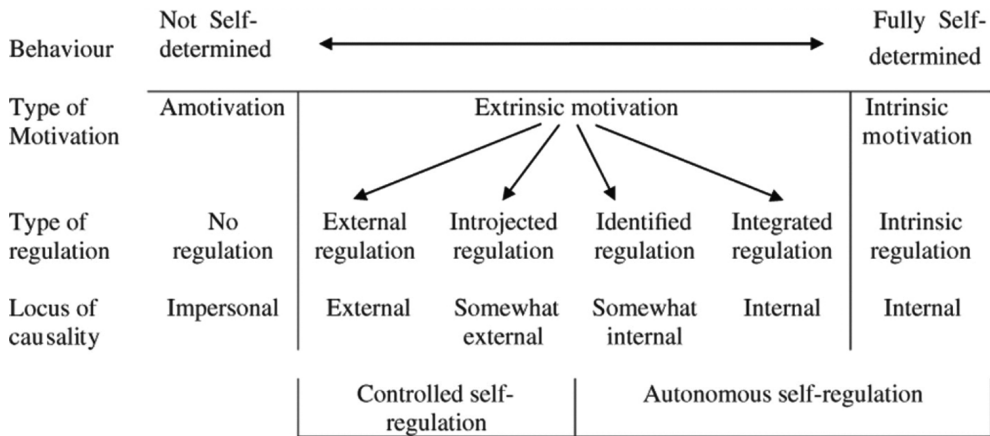 Behaviour Not Self- Fully Self-
determined determined
Type of Amotivation Extrinsic motivation Intrinsic
Motivation motivation
Type of No External Introjected Identified Integrated Intrinsic
regulation regulation regulation regulation regulation regulation regulation
Locus of Impersonal External Somewhat Somewhat Internal Internal
causality external internal
Controlled self- Autonomous self-regulation
regulation